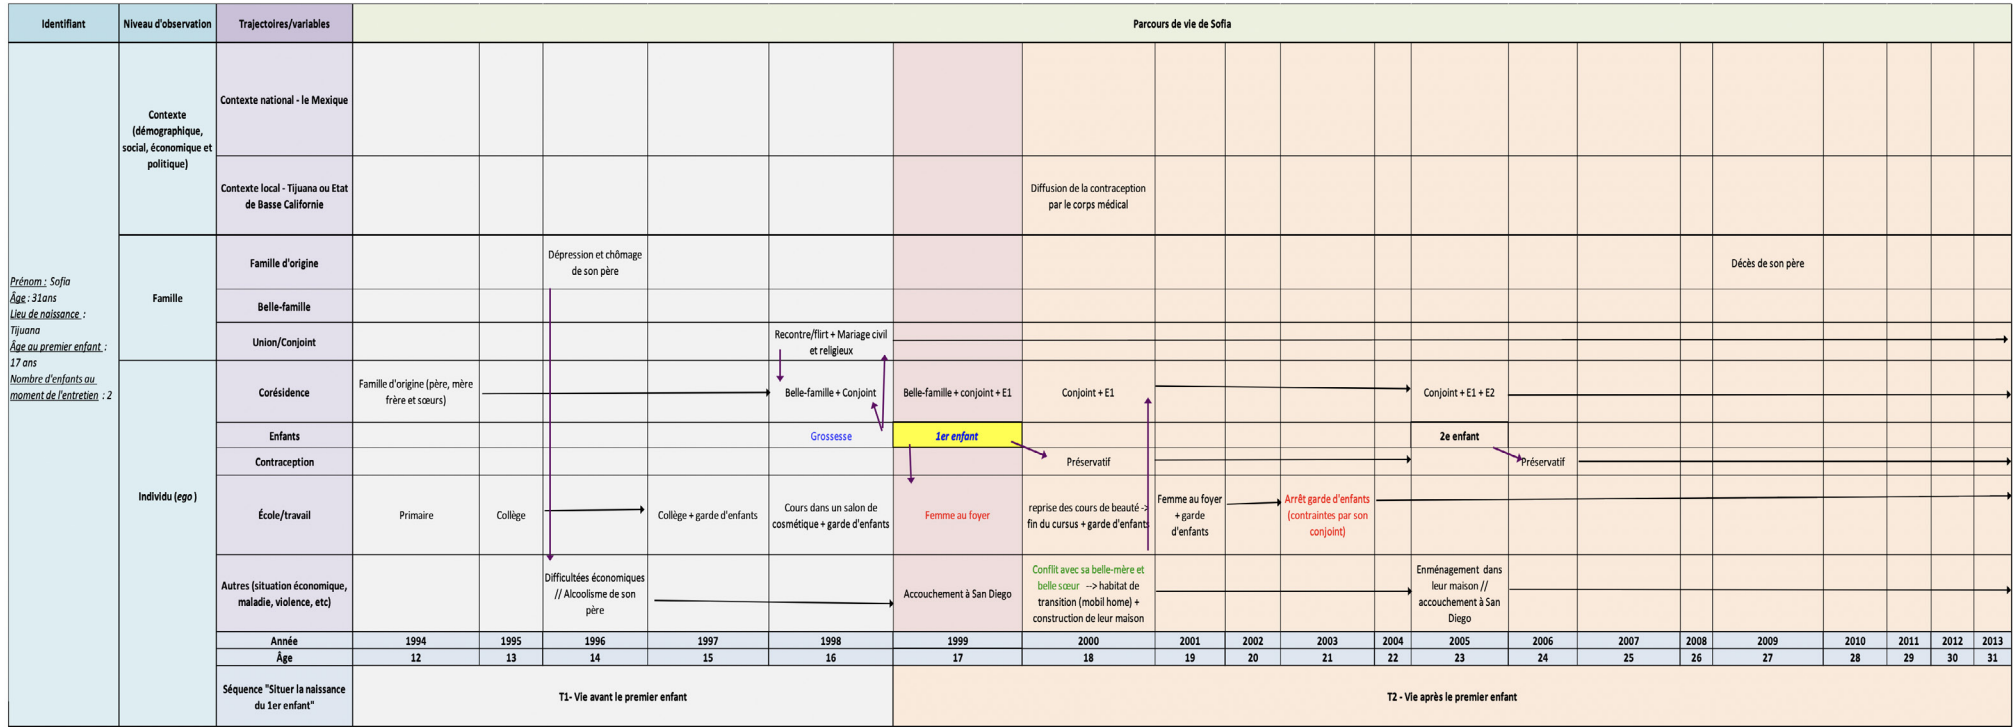 Identifiant
Niveau d'observation
Trajectoires/variables
Parcours de vie de Sofia
Prénom : Sofia
Âge : 31ans
Lieu de naissance :
Tijuana
Âge au premier enfant :
17 ans
Nombre d'enfants au
moment de l'entretien : 2
Contexte
(démographique,
social, économique et
politique)
Contexte national - le Mexique
Contexte local - Tijuana ou Etat
de Basse Californie
Diffusion de la contraception
par le corps médical
Famille
Famille d'origine
Dépression et chômage
de son père
Décès de son père
Belle-famille
Union/Conjoint
Recontre/flirt + Mariage civil
et religieux
Individu (ego )
Corésidence
Famille d'origine (père, mère
frère et sœurs)
Belle-famille + Conjoint
Belle-famille + conjoint + E1
Conjoint + E1
Conjoint + E1 + E2
Enfants
Grossesse
1er enfant
2e enfant
Contraception
Préservatif
Préservatif
École/travail
Primaire
Collège
Collège + garde d'enfants
Cours dans un salon de
cosmétique + garde d'enfants
Femme au foyer
reprise des cours de beauté ->
fin du cursus + garde d'enfants
Femme au foyer
+ garde
d'enfants
Arrêt garde d'enfants
(contraintes par son
conjoint)
Autres (situation économique,
maladie, violence, etc)
Difficultées économiques
// Alcoolisme de son
père
Accouchement à San Diego
Conflit avec sa belle-mère et
belle sœur --> habitat de
transition (mobil home) +
construction de leur maison
Enménagement dans
leur maison //
accouchement à San
Diego
Année
1994 1995 1996 1997 1998 1999 2000 2001 2002 2003 2004 2005 2006 2007 2008 2009 2010 2011 2012 2013
Âge
12 13 14 15 16 17 18 19 20 21 22 23 24 25 26 27 28 29 30 31
Séquence "Situer la naissance
du 1er enfant"
T1- Vie avant le premier enfant
T2 - Vie après le premier enfant